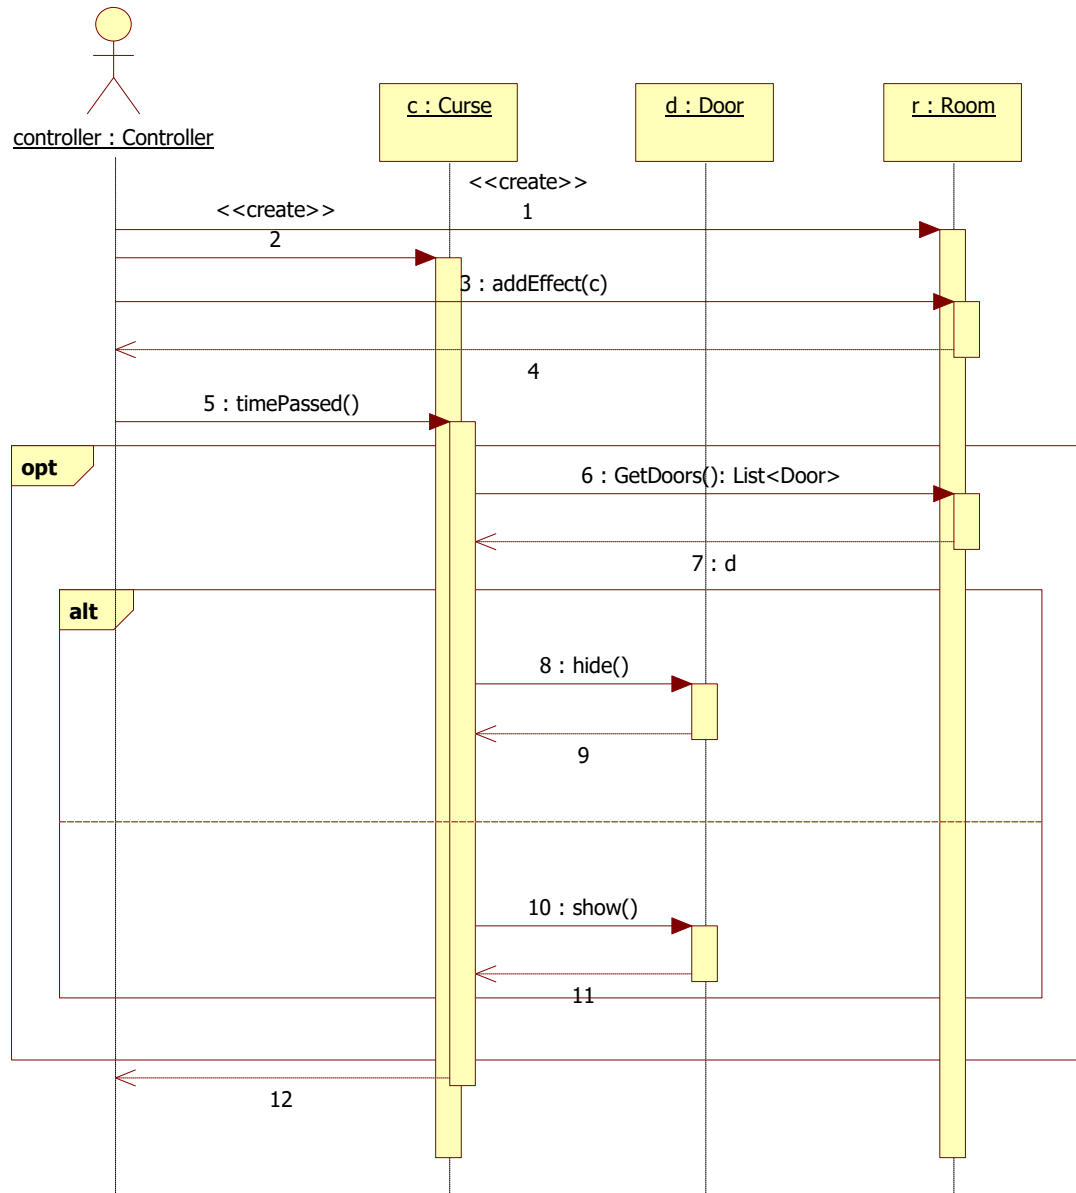 controller : Controller
c : Curse
d : Door
r : Room
<<create>>
1
<<create>>
2
3 : addEffect(c)
4
5 : timePassed()
opt
6 : GetDoors(): List<Door>
7 : d
alt
8 : hide()
9
10 : show()
11
12